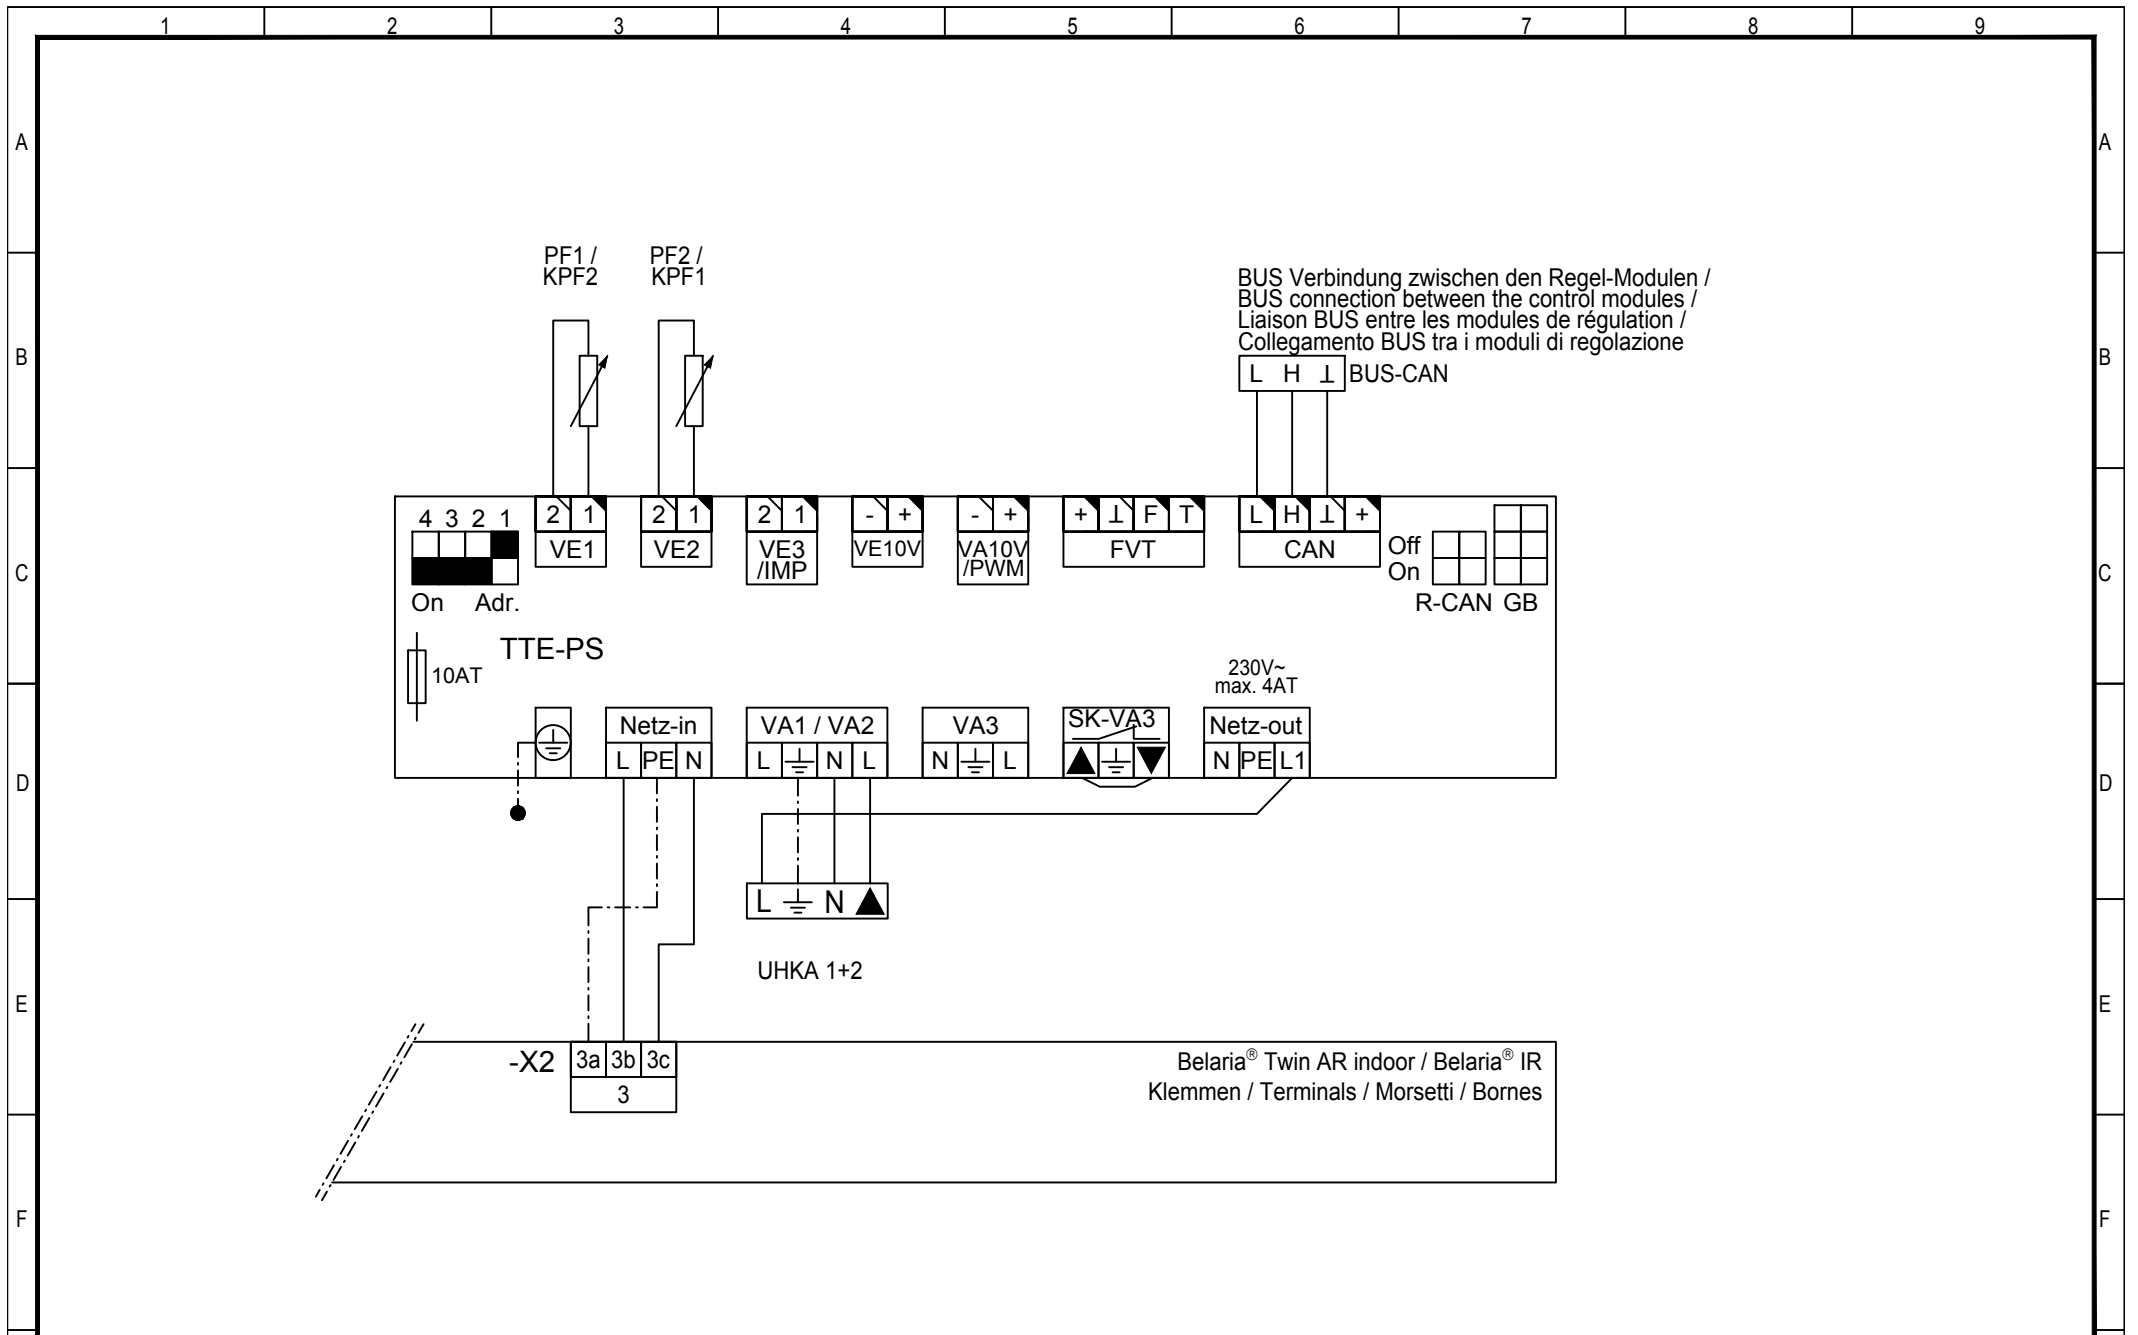 1 2 3 4 5 6 7 8 9
A A
PF1 / PF2 /
KPF2 KPF1
BUS Verbindung zwischen den Regel-Modulen /
BUS connection between the control modules /
Liaison BUS entre les modules de régulation /
Collegamento BUS tra i moduli di regolazione
B B
L H ⊥ BUS-CAN
4 3 2 1
2 1 2 1 2 1 - + - + + ⊥ F T L H ⊥ +
VE1 VE2 VE3 VE10V VA10V FVT CAN Off
/IMP /PWM On
C C
On Adr. R-CAN GB
TTE-PS
10AT
230V~
max. 4AT
Netz-in VA1 / VA2 VA3 SK-VA3 Netz-out
L PE N L N L N L N PE L1
D D
L N
UHKA 1+2
E E
-X2 3a 3b 3c
3
Belaria® Twin AR indoor / Belaria® IR
Klemmen / Terminals / Morsetti / Bornes
F F